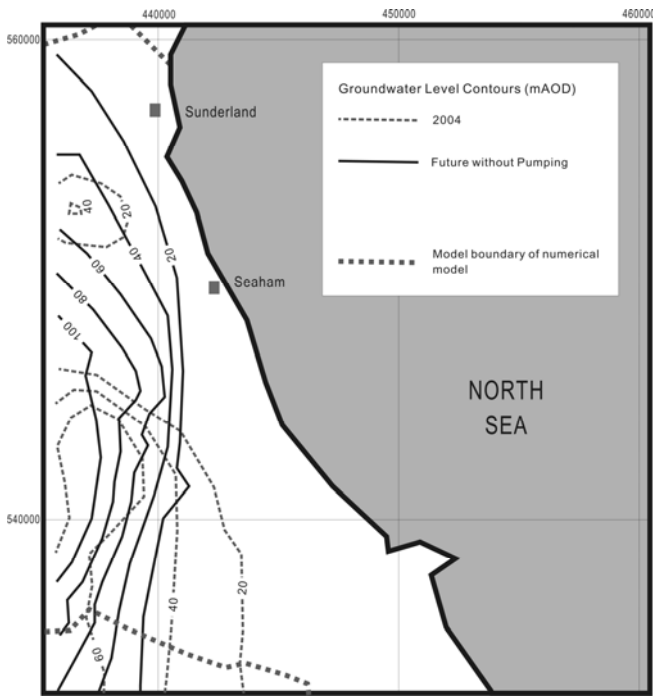 440000
450000
460000
560000
540000
Groundwater Level Contours (mAOD)
2004
Future without Pumping
Model boundary of numerical
model
Sunderland
Seaham
NORTH
SEA
40
20
20
40
60
80
100
20
40
60